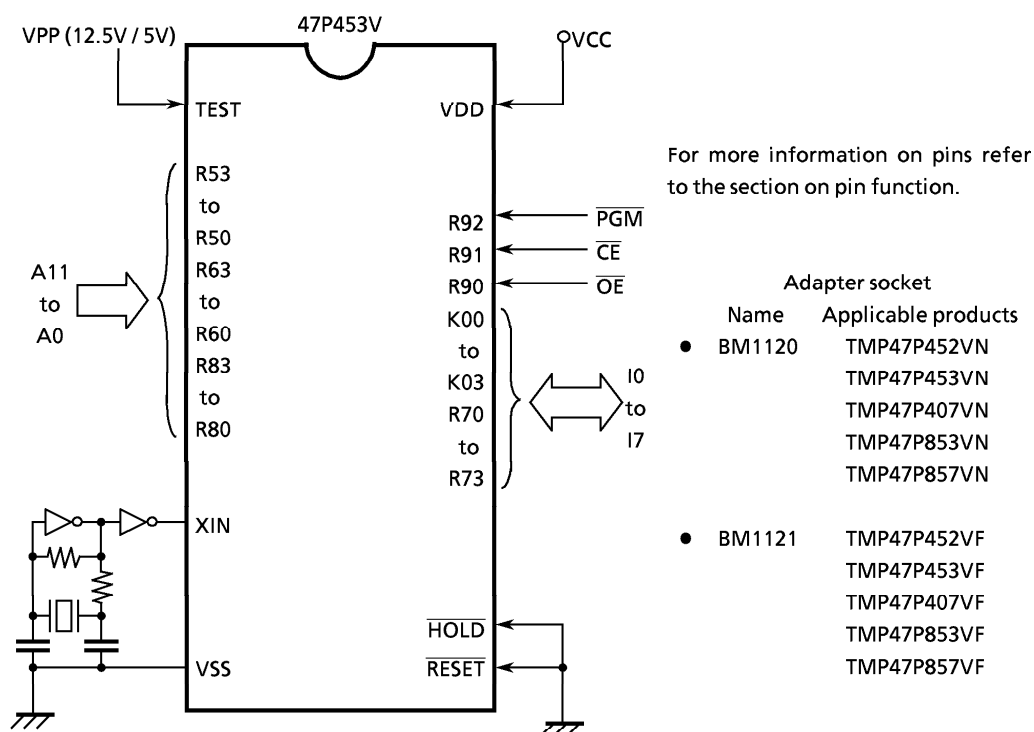 47P453V
VPP (12.5V / 5V)
VCC
TEST
VDD
R53
to
R50
R63
to
R60
R83
to
R80
A11
to
A0
R92
PGM
R91
CE
R90
OE
K00
to
K03
R70
to
R73
I0
to
I7
XIN
HOLD
VSS
RESET
For more information on pins refer
to the section on pin function.
Adapter socket
Name Applicable products
● BM1120 TMP47P452VN
TMP47P453VN
TMP47P407VN
TMP47P853VN
TMP47P857VN
● BM1121 TMP47P452VF
TMP47P453VF
TMP47P407VF
TMP47P853VF
TMP47P857VF